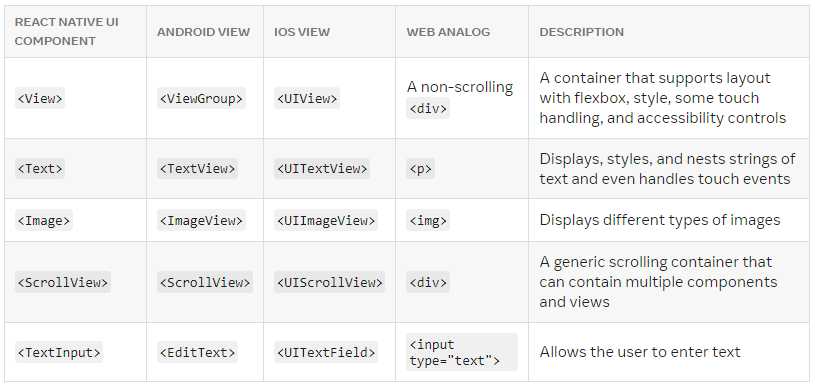 REACT NATIVE UI COMPONENT	ANDROID VIEW	IOS VIEW	WEB ANALOG	DESCRIPTION
<View>	<ViewGroup>	<UIView>	A non-scrolling <div>	A container that supports layout with flexbox, style, some touch handling, and accessibility controls
<Text>	<TextView>	<UITextView>	<p>	Displays, styles, and nests strings of text and even handles touch events
<Image>	<ImageView>	<UIImageView>	<img>	Displays different types of images
<ScrollView>	<ScrollView>	<UIScrollView>	<div>	A generic scrolling container that can contain multiple components and views
<TextInput>	<EditText>	<UITextField>	<input type="text">	Allows the user to enter text